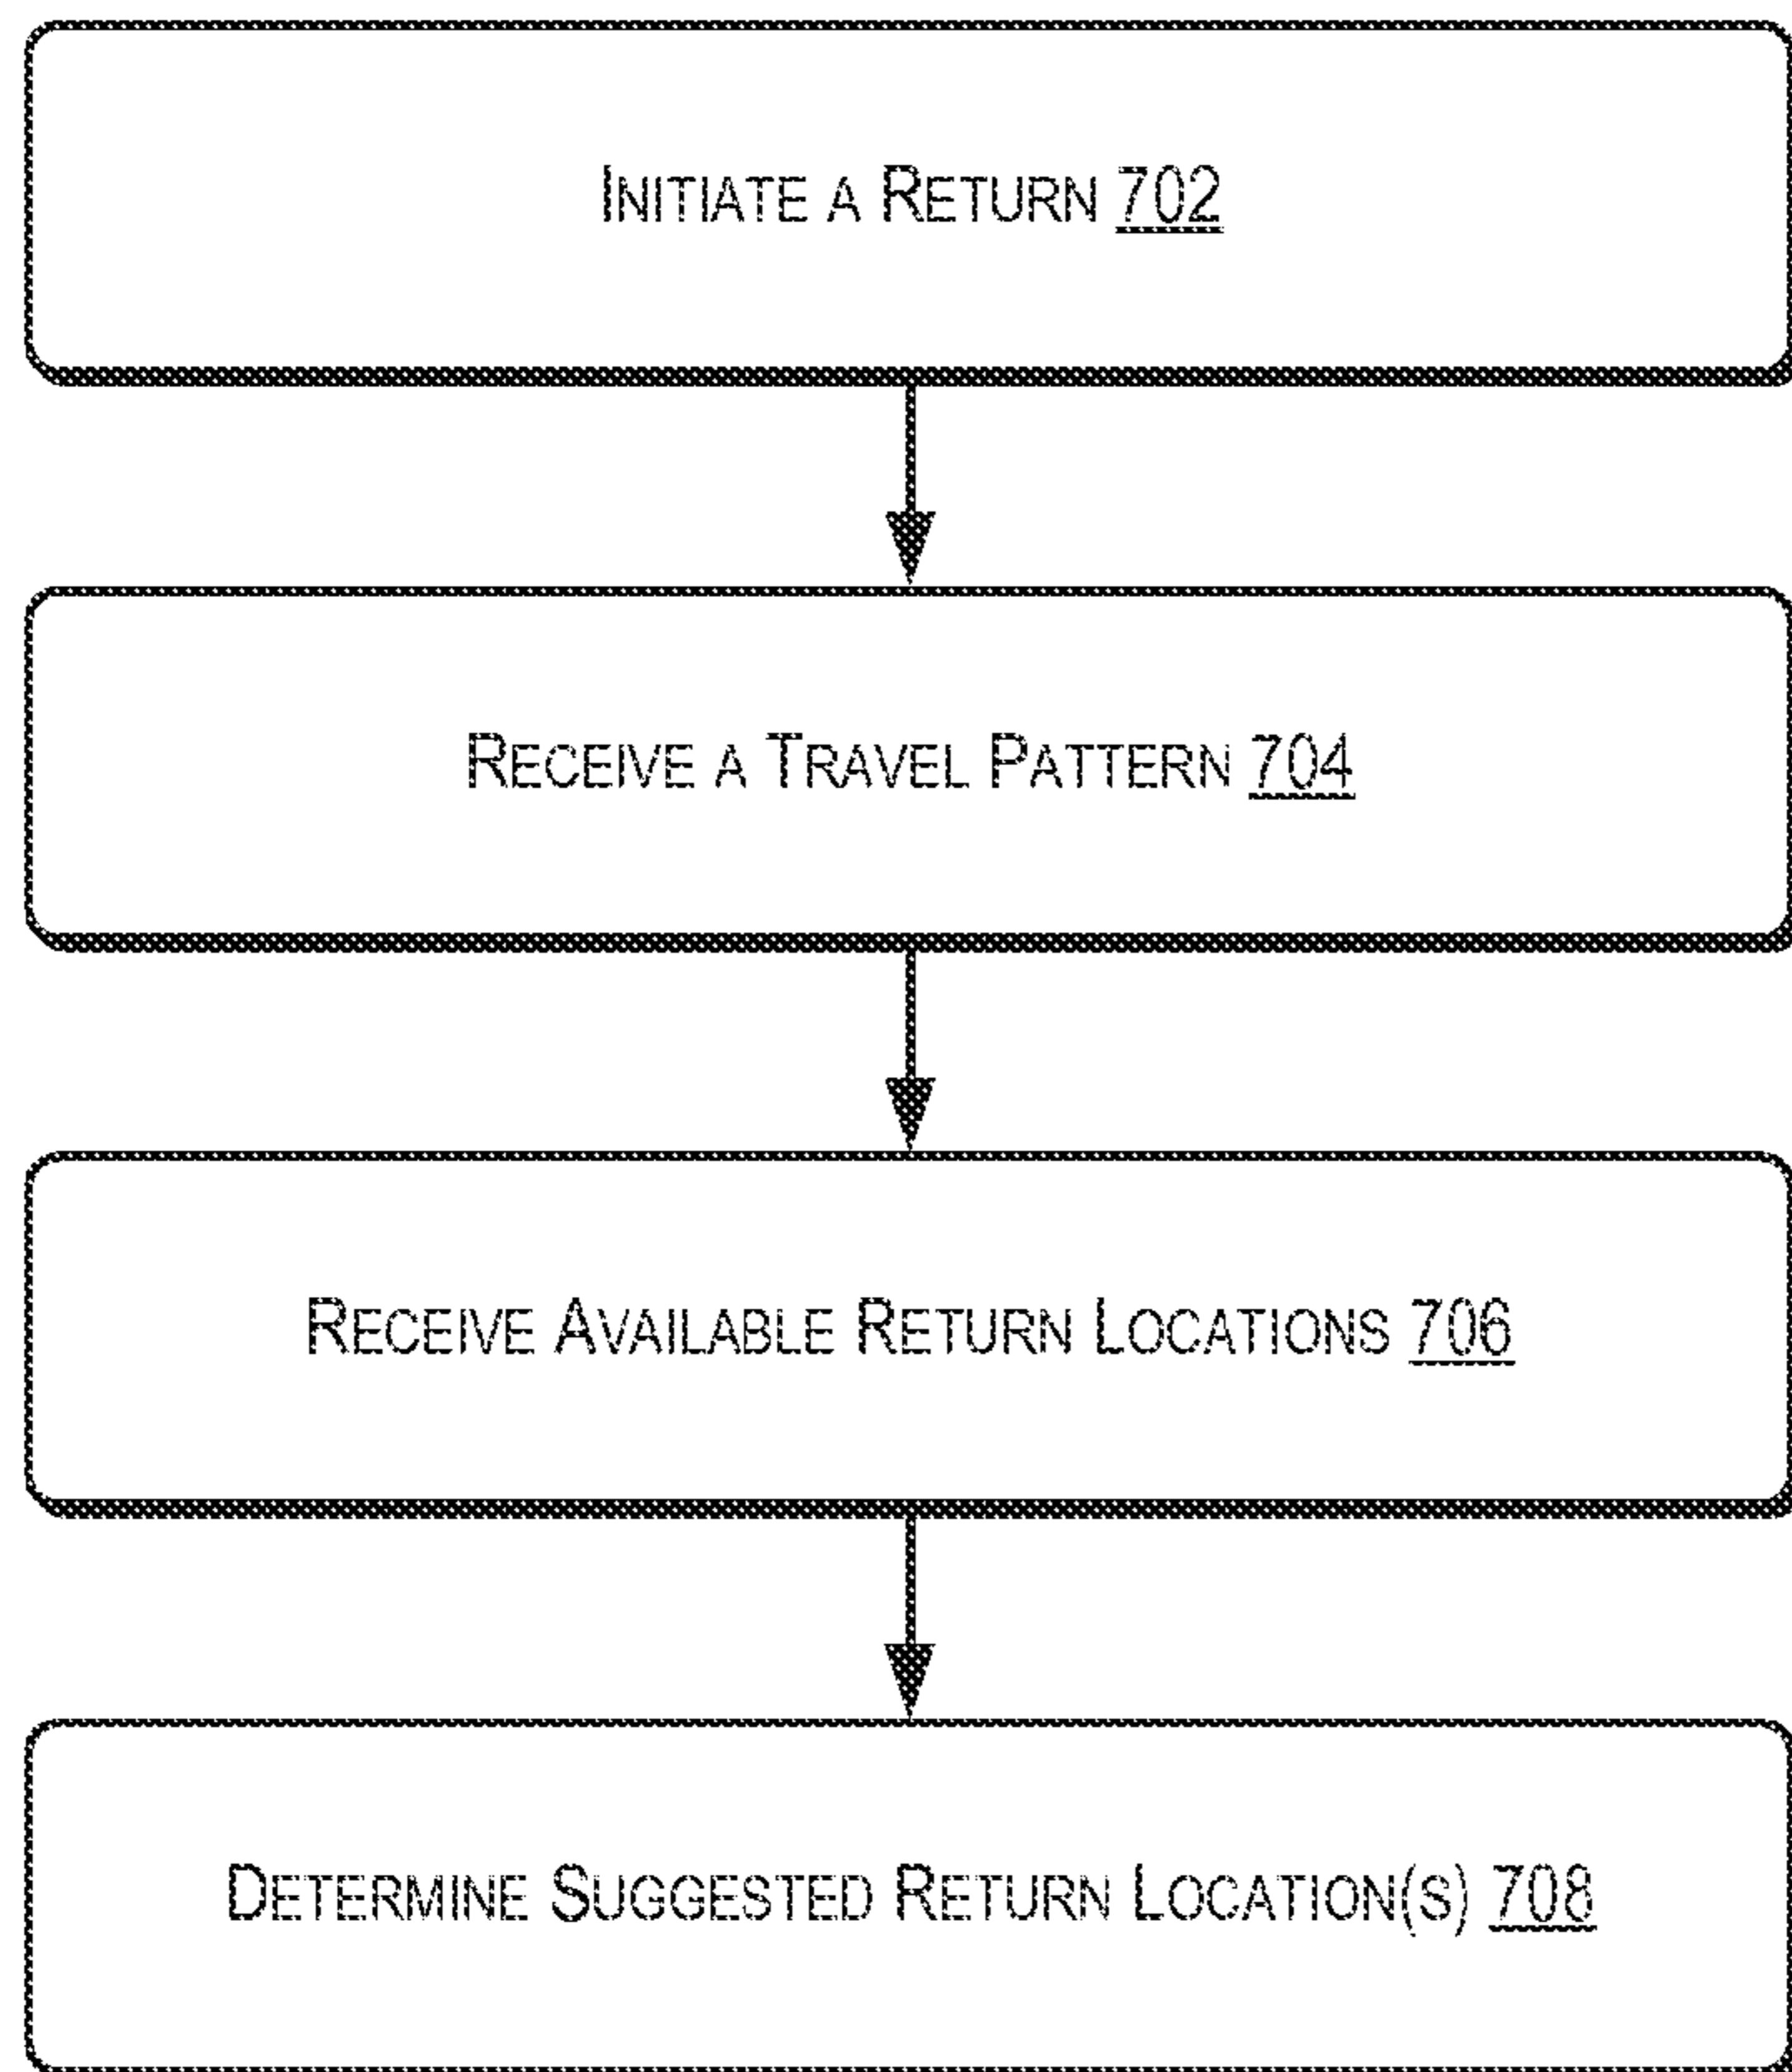 INITIATE A RETURN 702
RECEIVE A TRAVEL PATTERN 704
RECEIVE AVAILABLE RETURN LOCATIONS 706
DETERMINE SUGGESTED RETURN LOCATION(S) 708